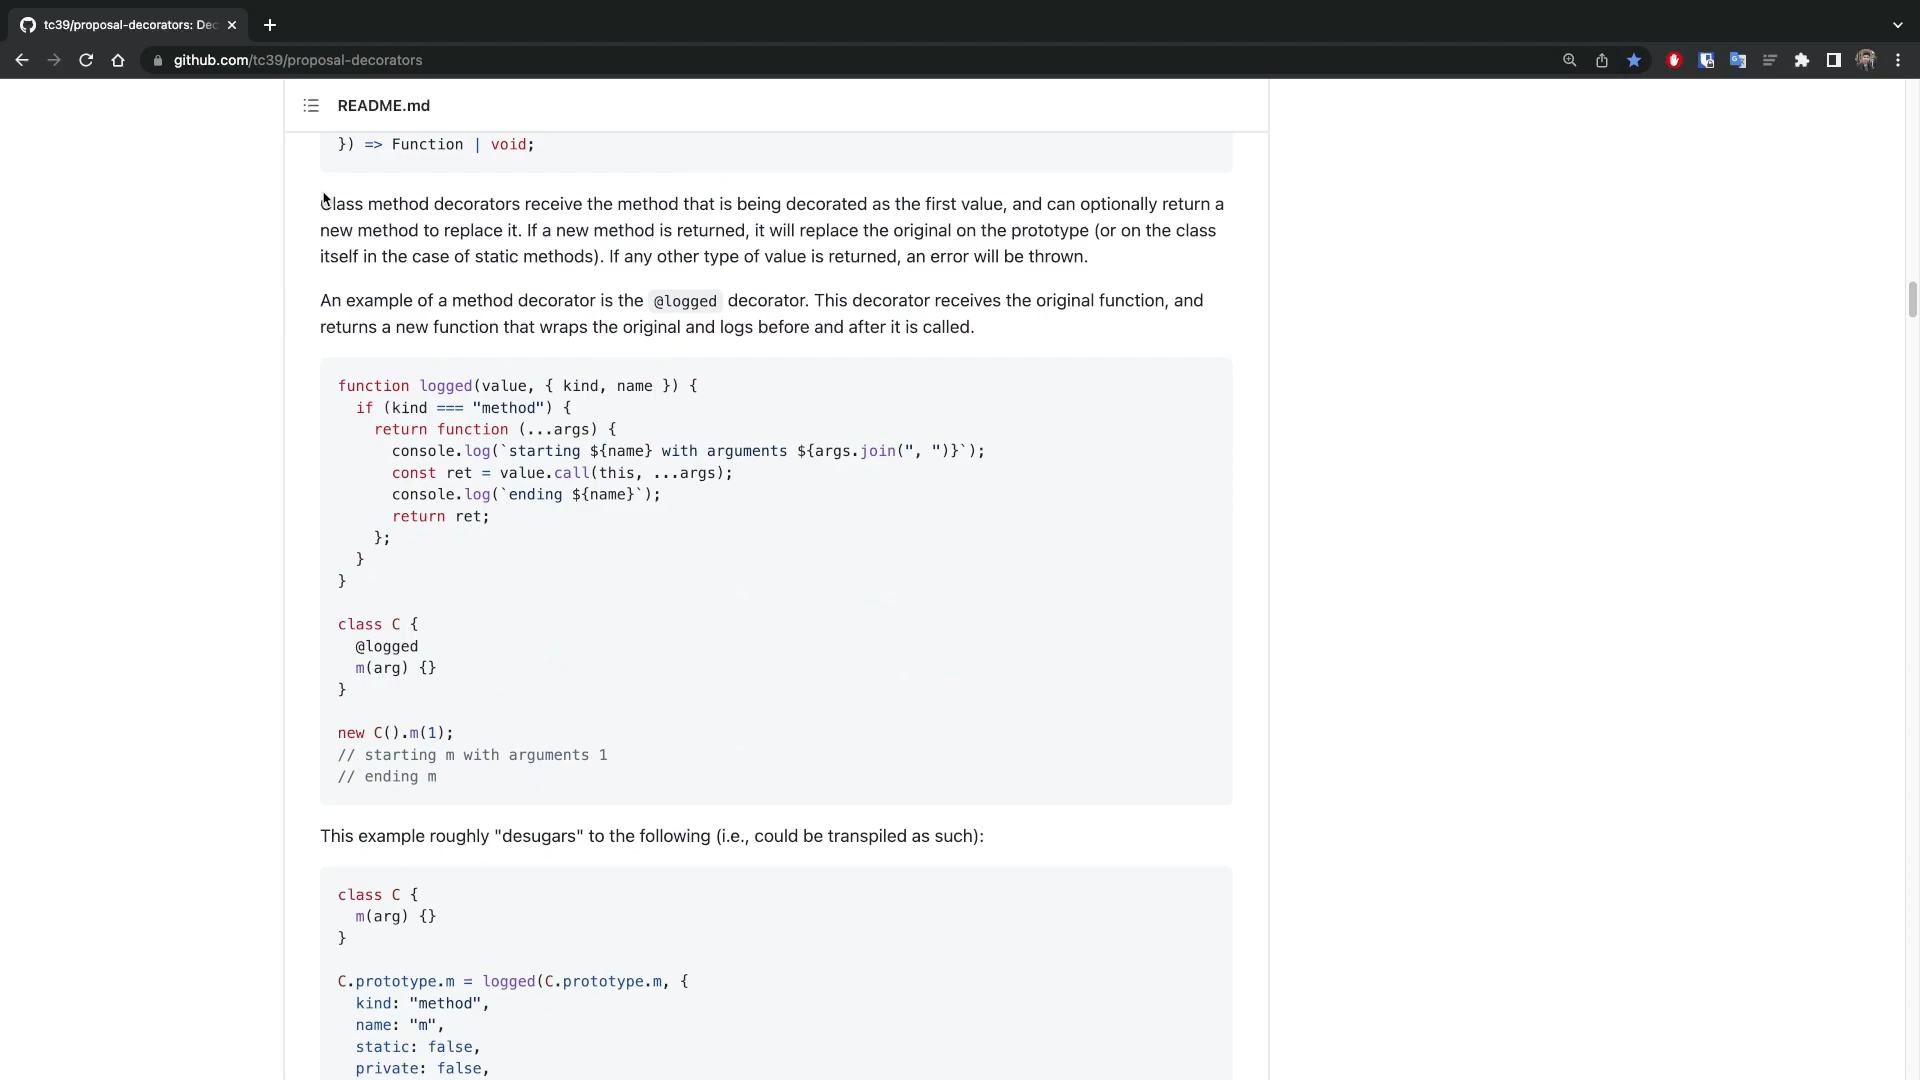 tc39/proposal-decorators: Dec
github.com/tc39/proposal-decorators
README.md
}) => Function | void;
Class method decorators receive the method that is being decorated as the first value, and can optionally return a
new method to replace it. If a new method is returned, it will replace the original on the prototype (or on the class
itself in the case of static methods). If any other type of value is returned, an error will be thrown.
An example of a method decorator is the @logged decorator. This decorator receives the original function, and
returns a new function that wraps the original and logs before and after it is called.
function logged(value, { kind, name }) {
  if (kind === "method") {
    return function (...args) {
      console.log(`starting ${name} with arguments ${args.join(", ")}`);
      const ret = value.call(this, ...args);
      console.log(`ending ${name}`);
      return ret;
    };
  }
}
class C {
  @logged
  m(arg) {}
}
new C().m(1);
// starting m with arguments 1
// ending m
This example roughly "desugars" to the following (i.e., could be transpiled as such):
class C {
  m(arg) {}
}
C.prototype.m = logged(C.prototype.m, {
  kind: "method",
  name: "m",
  static: false,
  private: false,